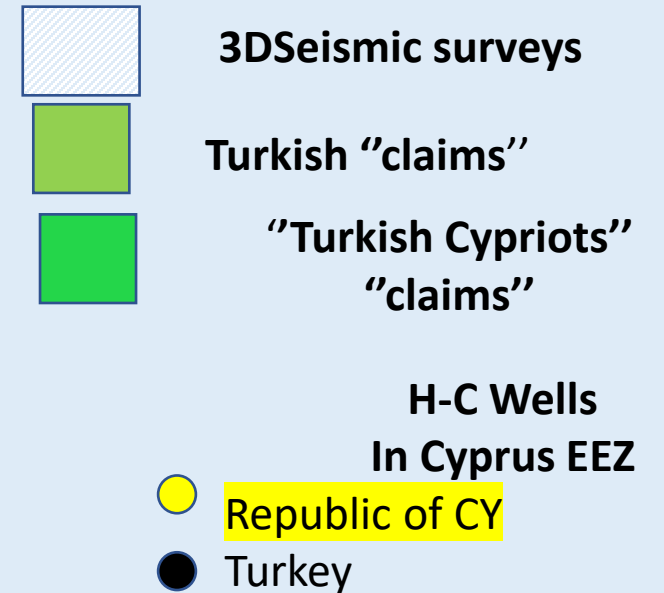 3DSeismic surveys
Turkish ‘’claims’’
‘’Turkish Cypriots’’
‘’claims’’
H-C Wells
In Cyprus EEZ
Republic of CY
Turkey